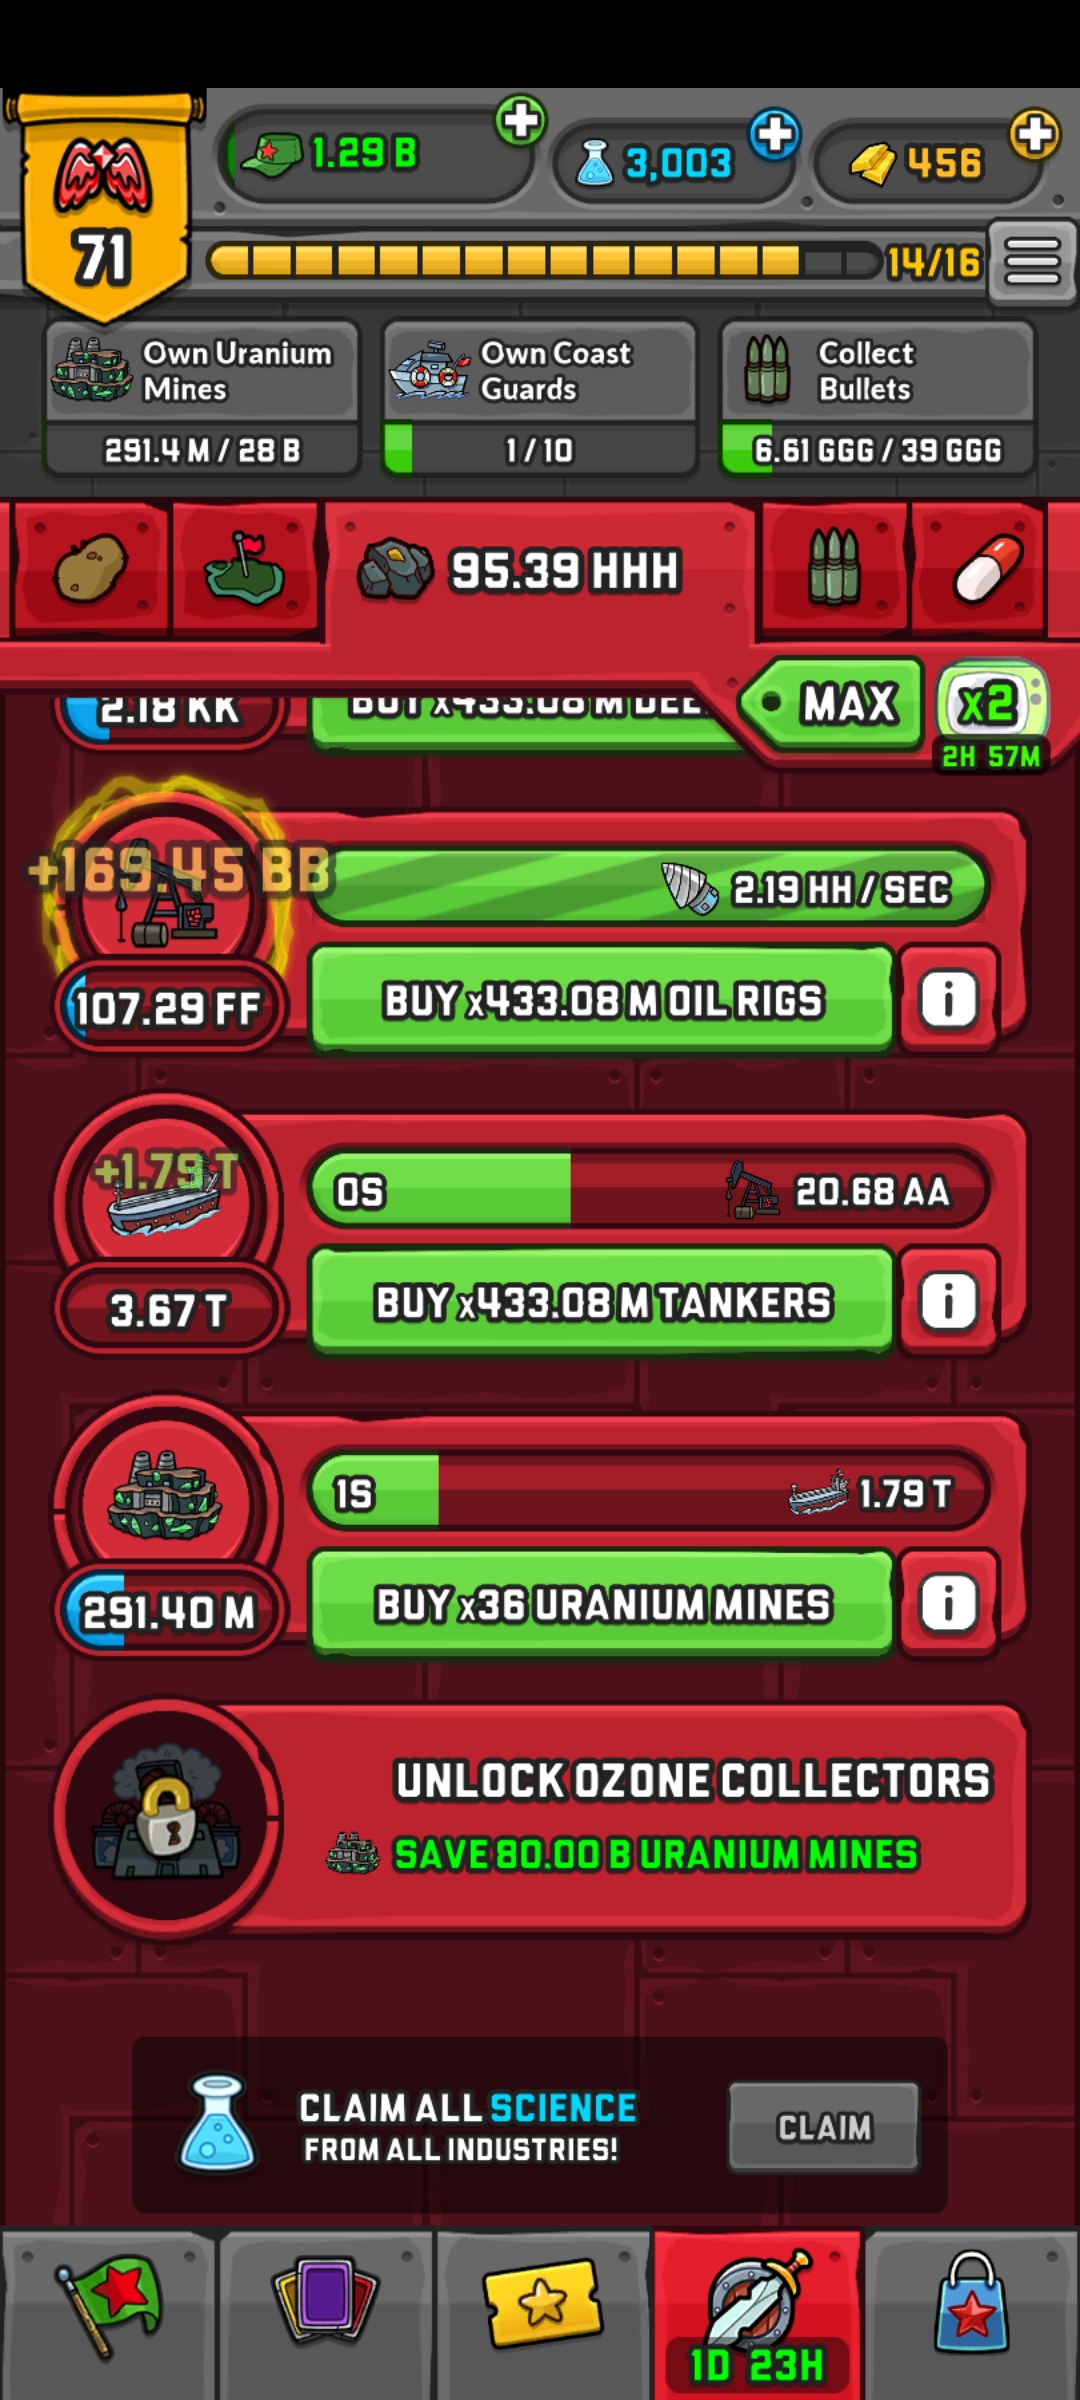 1.29 B
3,003
456
71
14/16
Own Uranium
Mines
291.4 M / 28 B
Own Coast
Guards
1 / 10
Collect
Bullets
6.61 GGG / 39 GGG
95.39 HHH
MAX
x2
2H 57M
2.18 KK
BUY x433.08 M
+169.45 BB
2.19 HH / SEC
107.29 FF
BUY x433.08 M OIL RIGS
i
+1.79 T
0S
20.68 AA
3.67 T
BUY x433.08 M TANKERS
i
1S
1.79 T
291.40 M
BUY x36 URANIUM MINES
i
UNLOCK OZONE COLLECTORS
SAVE 80.00 B URANIUM MINES
CLAIM ALL SCIENCE
FROM ALL INDUSTRIES!
CLAIM
1D 23H